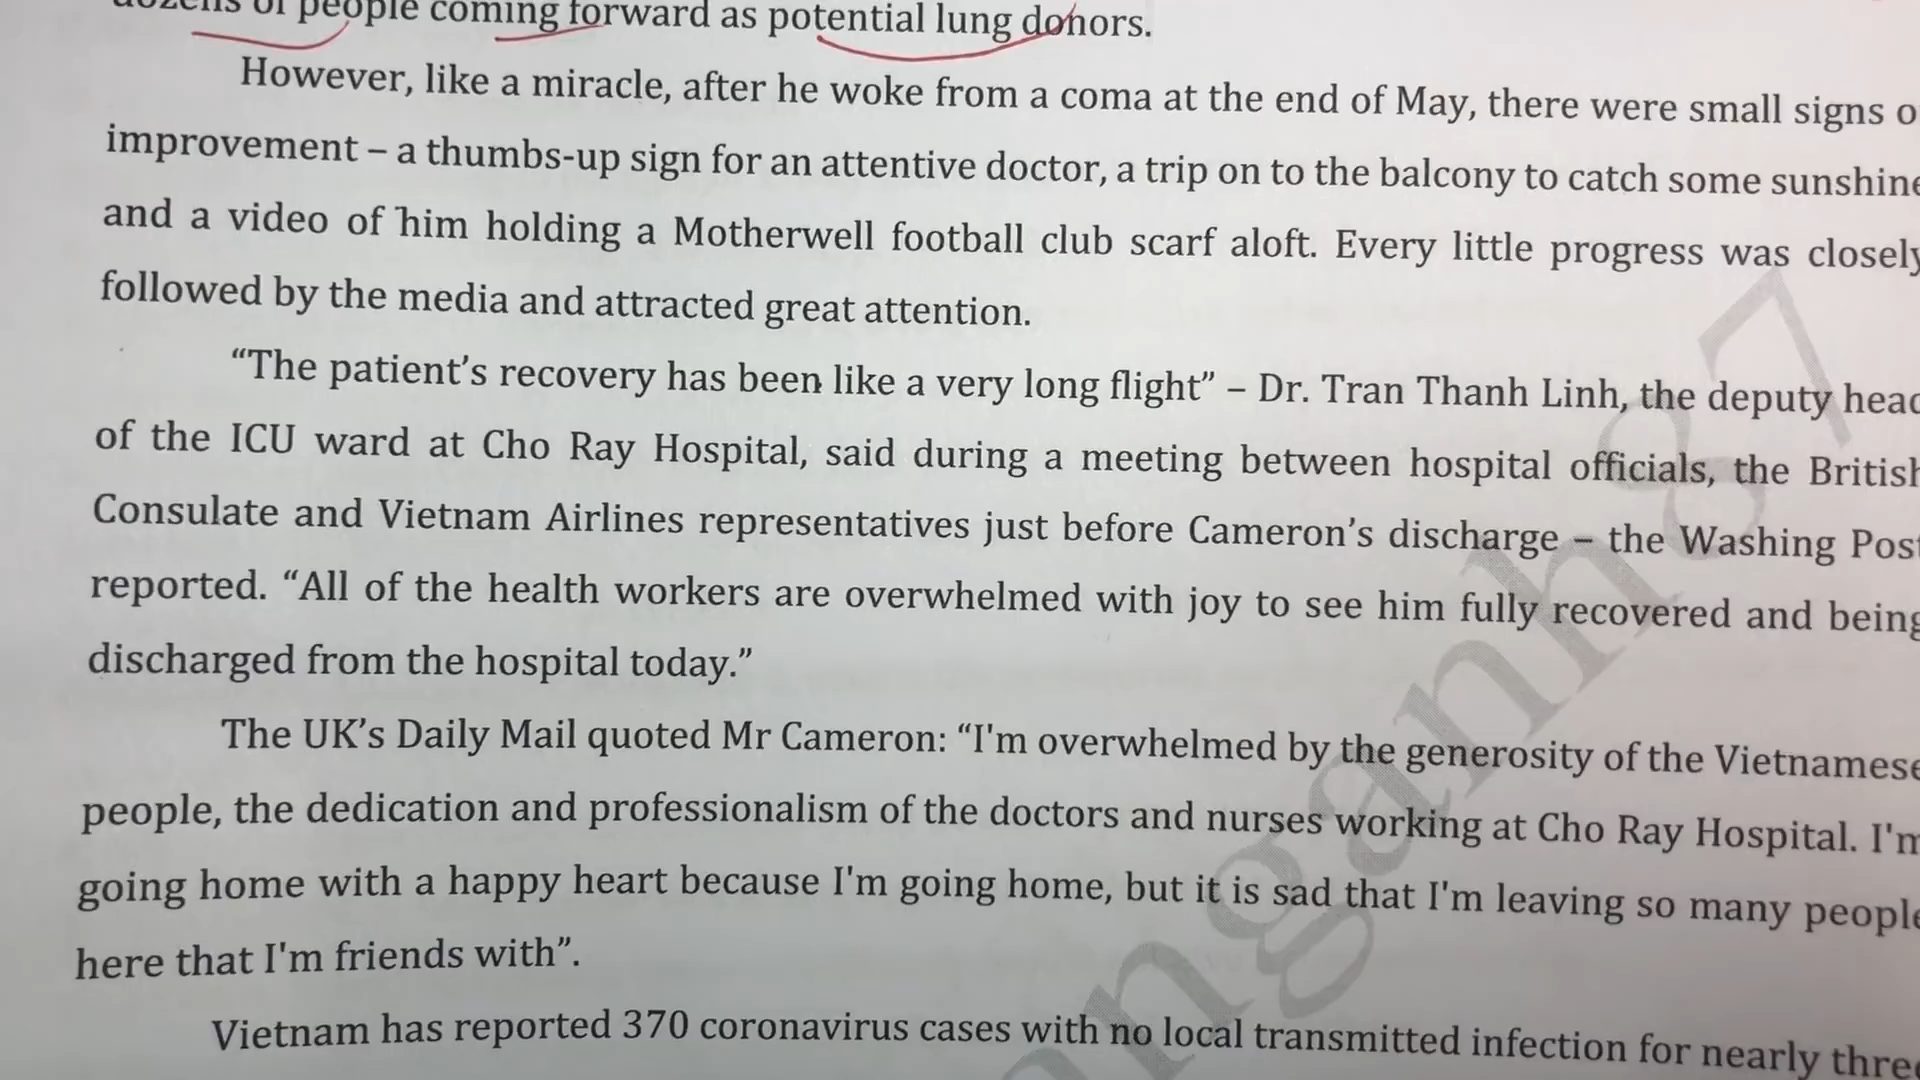 dozens of people coming forward as potential lung donors.
However, like a miracle, after he woke from a coma at the end of May, there were small signs o
improvement – a thumbs-up sign for an attentive doctor, a trip on to the balcony to catch some sunshine
and a video of him holding a Motherwell football club scarf aloft. Every little progress was closely
followed by the media and attracted great attention.
“The patient’s recovery has been like a very long flight” – Dr. Tran Thanh Linh, the deputy head
of the ICU ward at Cho Ray Hospital, said during a meeting between hospital officials, the British
Consulate and Vietnam Airlines representatives just before Cameron’s discharge – the Washing Post
reported. “All of the health workers are overwhelmed with joy to see him fully recovered and being
discharged from the hospital today.”
The UK’s Daily Mail quoted Mr Cameron: “I'm overwhelmed by the generosity of the Vietnamese
people, the dedication and professionalism of the doctors and nurses working at Cho Ray Hospital. I'm
going home with a happy heart because I'm going home, but it is sad that I'm leaving so many people
here that I'm friends with”.
Vietnam has reported 370 coronavirus cases with no local transmitted infection for nearly three
anganh87